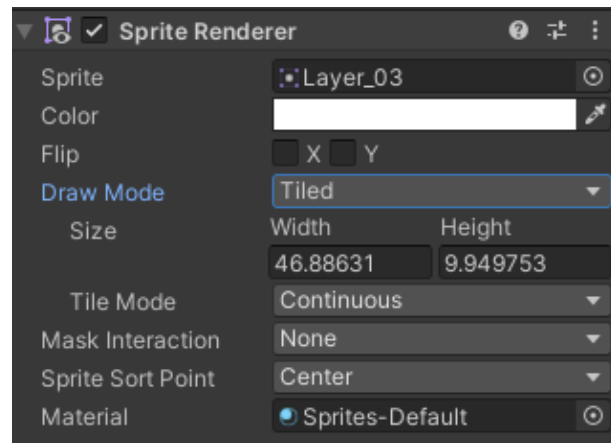 Sprite Renderer
Sprite Layer_03
Color
Flip X Y
Draw Mode Tiled
Size Width Height
46.88631 9.949753
Tile Mode Continuous
Mask Interaction None
Sprite Sort Point Center
Material Sprites-Default